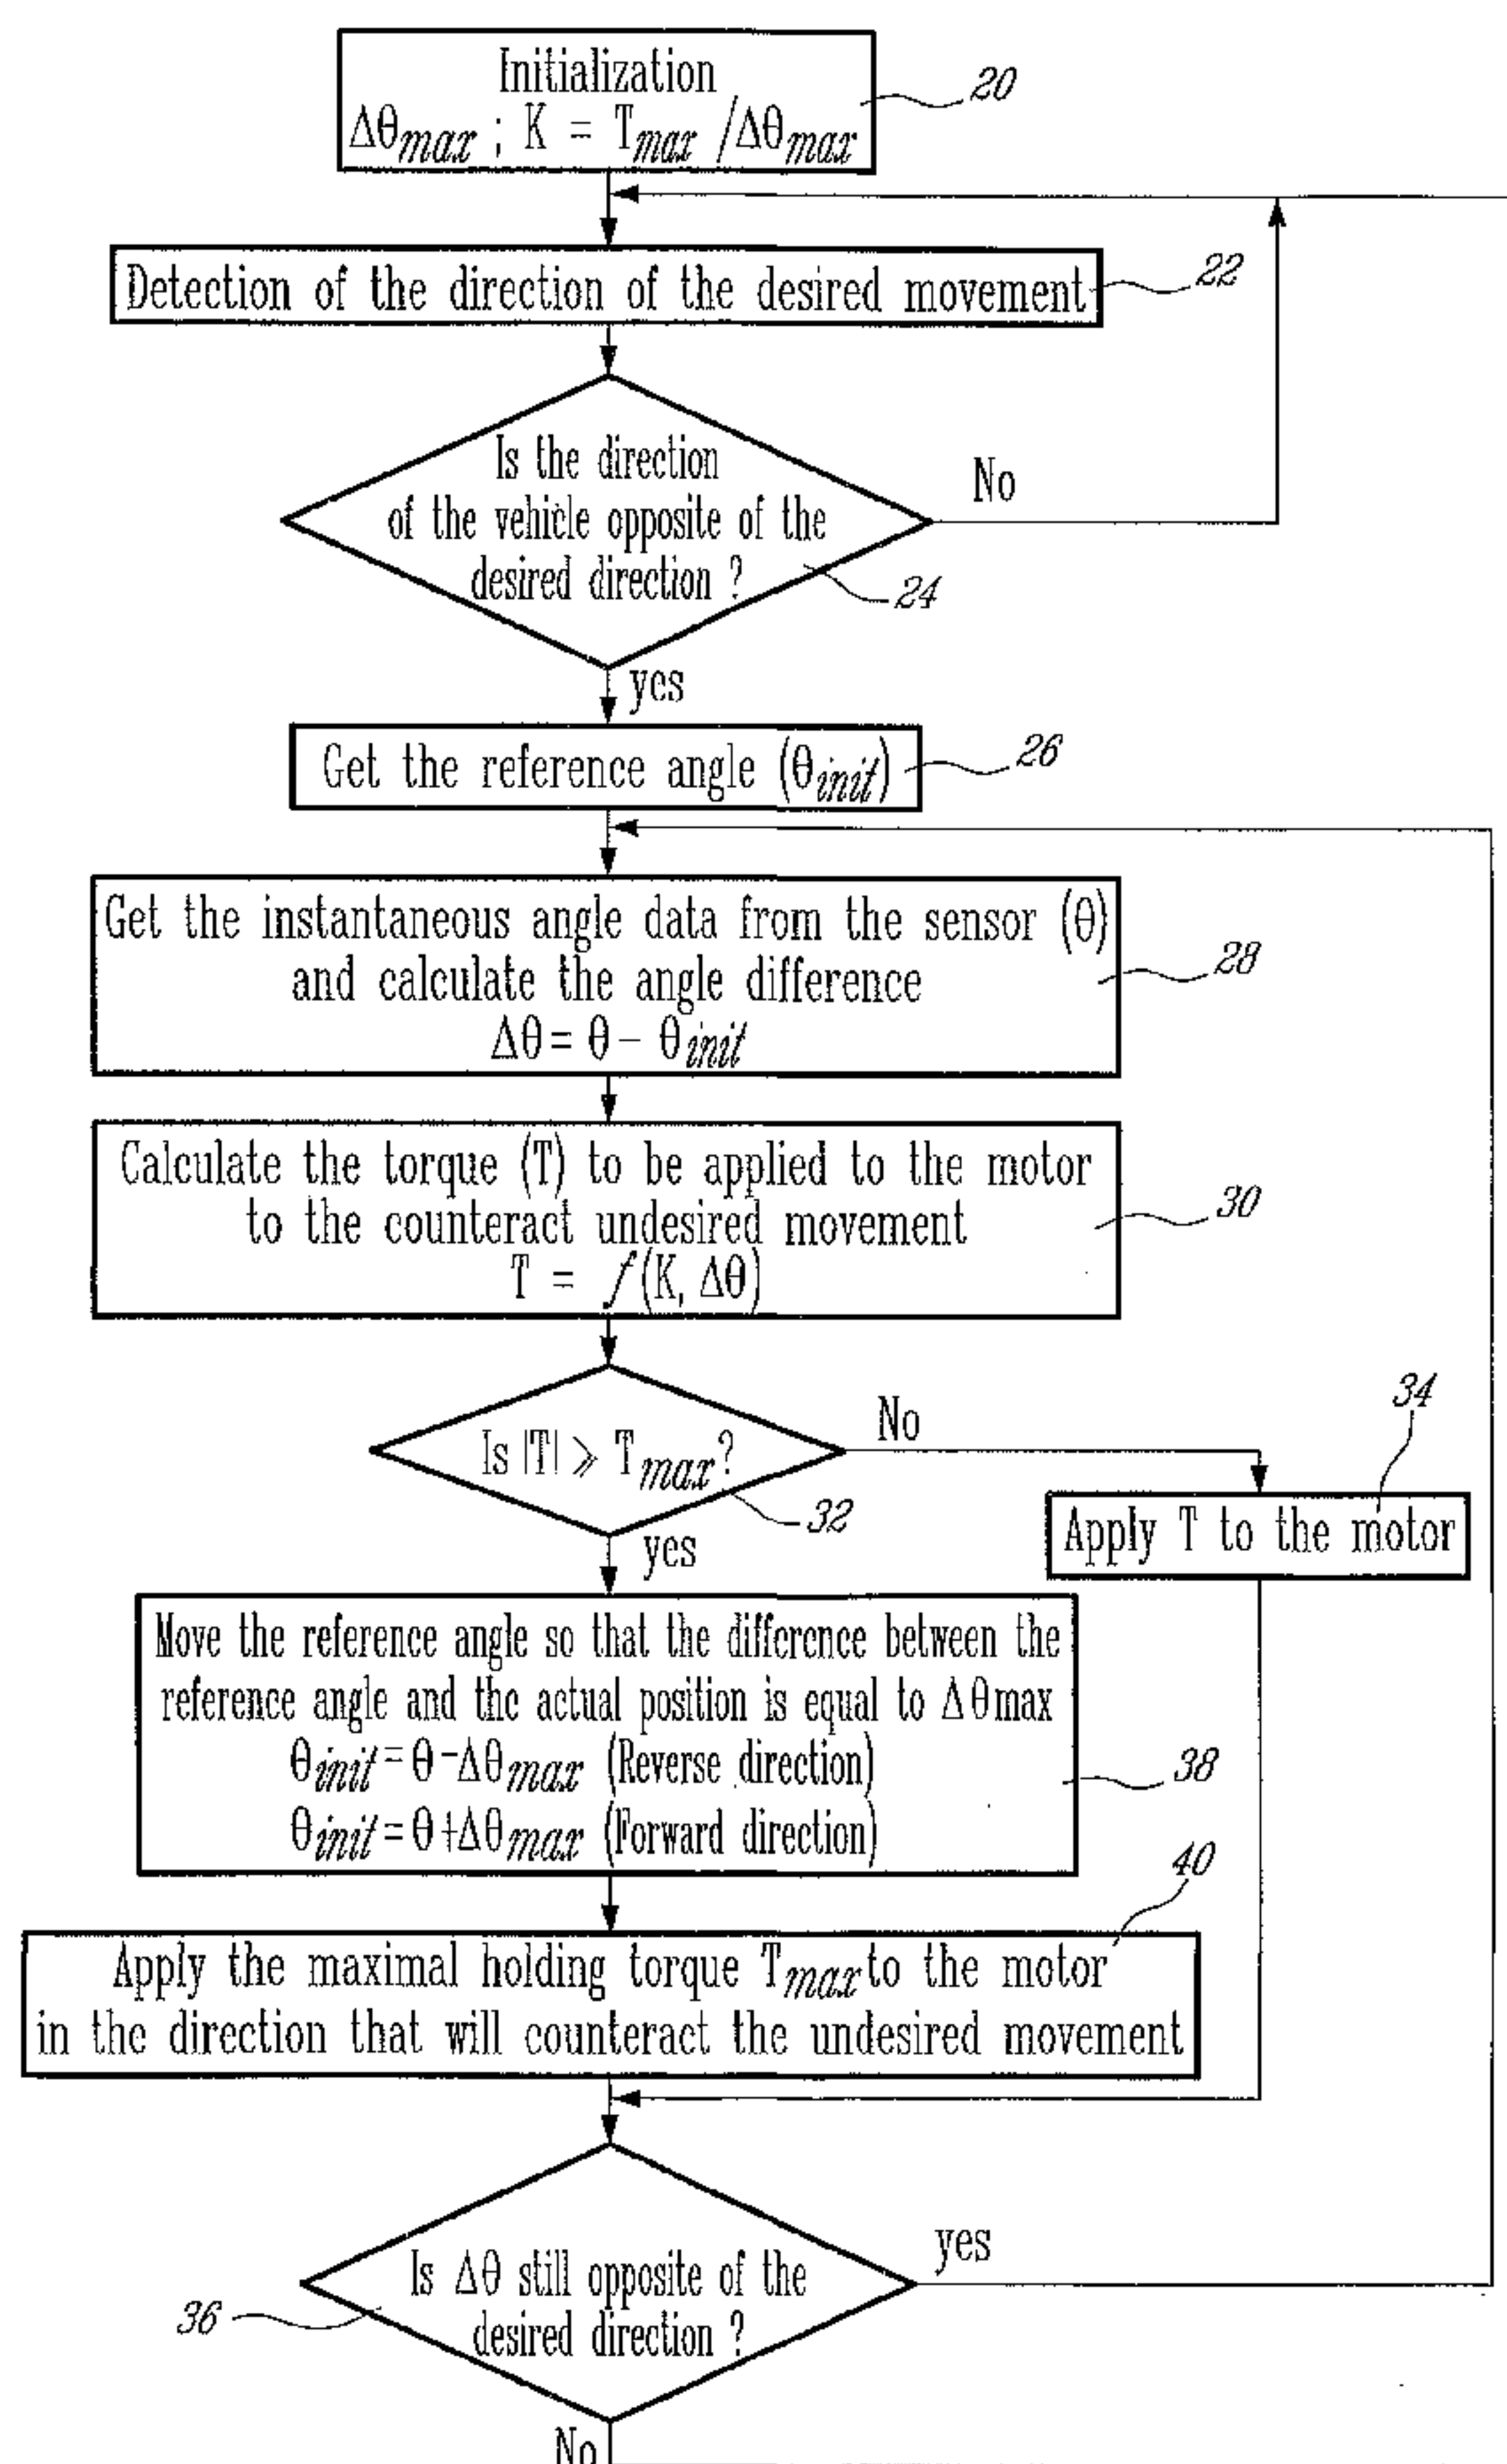 Initialization
Δθmax ; K = Tmax /Δθmax
20
Detection of the direction of the desired movement
22
Is the direction
of the vehicle opposite of the
desired direction ?
No
24
yes
Get the reference angle (θinit)
26
Get the instantaneous angle data from the sensor (θ)
and calculate the angle difference
Δθ = θ - θinit
28
Calculate the torque (T) to be applied to the motor
to the counteract undesired movement
T = f(K, Δθ)
30
Is |T| ⩾ Tmax?
No
32
34
yes
Apply T to the motor
Move the reference angle so that the difference between the
reference angle and the actual position is equal to Δθmax
θinit = θ -Δθmax (Reverse direction)
θinit = θ +Δθmax (Forward direction)
38
40
Apply the maximal holding torque Tmax to the motor
in the direction that will counteract the undesired movement
Is Δθ still opposite of the
desired direction ?
yes
36
No